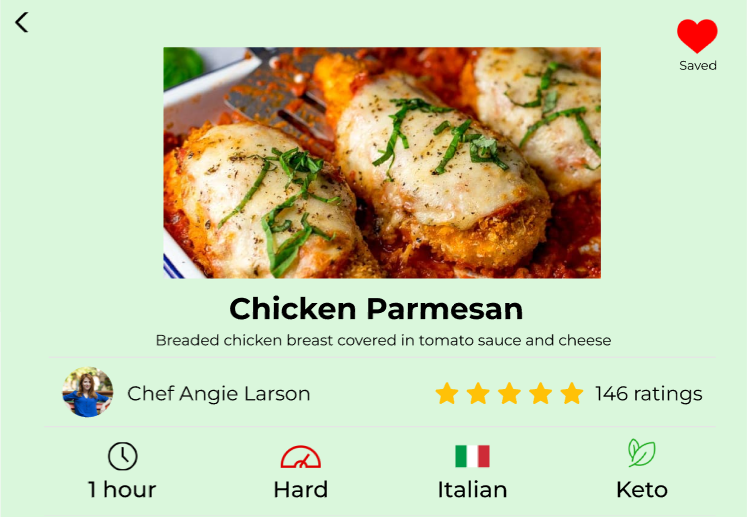 Saved
Chicken Parmesan
Breaded chicken breast covered in tomato sauce and cheese
Chef Angie Larson
146 ratings
1 hour
Hard
Italian
Keto